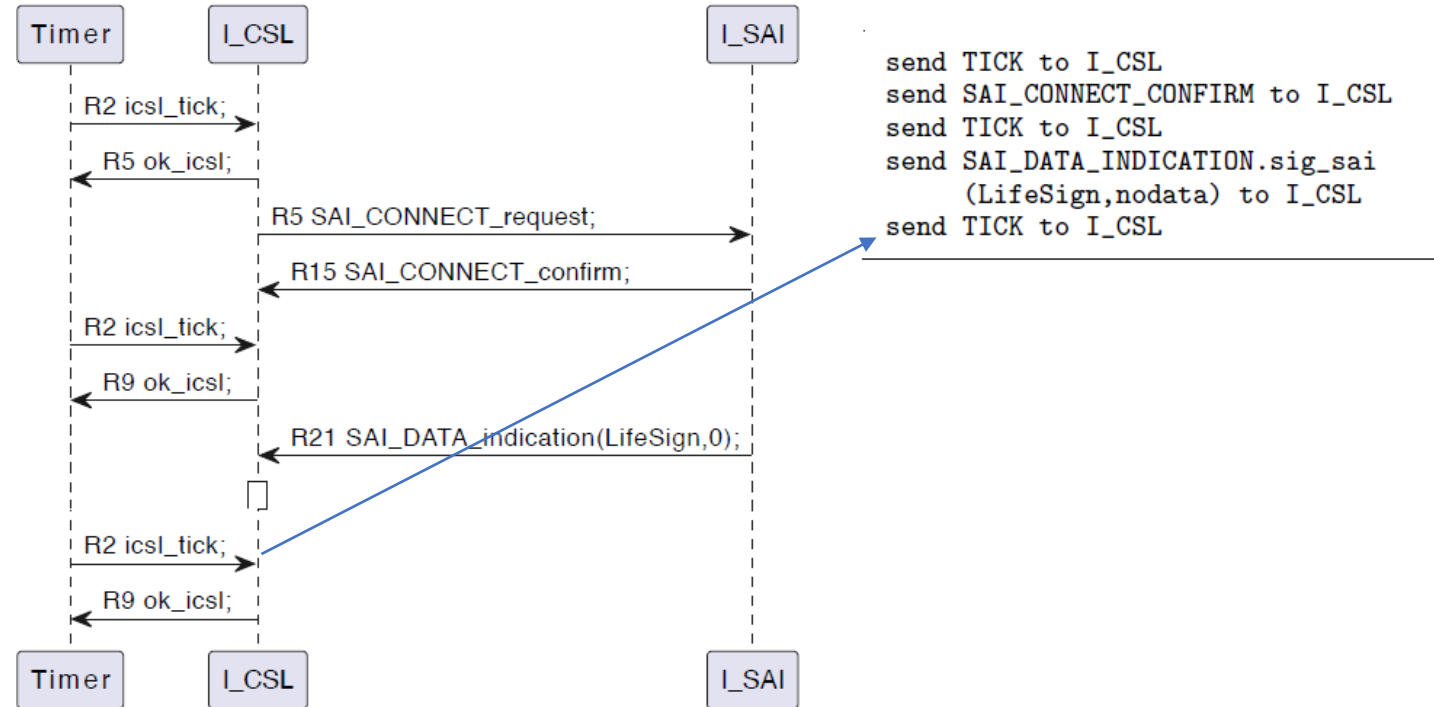 Timer
I_CSL
I_SAI
R2 icsl_tick;
R5 ok_icsl;
R5 SAI_CONNECT_request;
R15 SAI_CONNECT_confirm;
R2 icsl_tick;
R9 ok_icsl;
R21 SAI_DATA_indication(LifeSign,0);
R2 icsl_tick;
R9 ok_icsl;
Timer
I_CSL
I_SAI
send TICK to I_CSL
send SAI_CONNECT_CONFIRM to I_CSL
send TICK to I_CSL
send SAI_DATA_INDICATION.sig_sai
(LifeSign,nodata) to I_CSL
send TICK to I_CSL